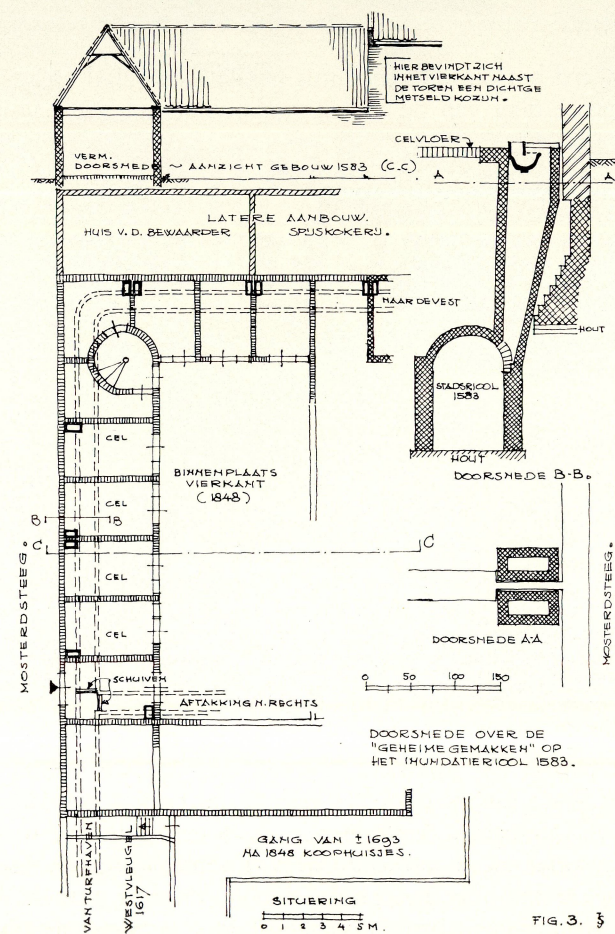 HIER BEVINDT ZICH
IN HET VIERKANT NAAST
DE TOREN EEN DICHTGE
METSELD KOZIJN.
CELVLOER
VERM.
DOORSNEDE ~ AANZICHT GEBOUW 1583 (C-C)
A
A
LATERE AANBOUW.
HUIS V. D. BEWAARDER
SPIJSKOKERIJ.
NAAR DE VEST
HOUT
STADSRIOOL
1583
HOUT
DOORSNEDE B-B.
CEL
BINNENPLAATS
VIERKANT
(1848)
CEL
B
B
C
C
CEL
CEL
MOSTERDSTEEG.
MOSTERDSTEEG.
DOORSNEDE A-A
SCHUIVEN
AFTAKKING N. RECHTS
0 50 100 150
DOORSNEDE OVER DE
"GEHEIME GEMAKKEN" OP
HET INUNDATIERIOOL 1583.
VAN TURFHAVEN
WESTVLEUGEL
1617
GANG VAN ± 1693
NA 1848 KOOPHUISJES.
SITUERING
0 1 2 3 4 5 M.
FIG. 3.